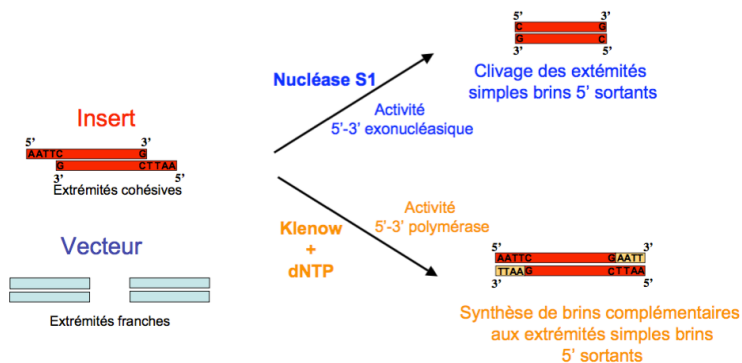 Insert
5' 3'
AATTC G
G CTTAA
3' 5'
Extrémités cohésives
Vecteur
Extrémités franches
Nucléase S1
Activité
5'-3' exonucléasique
5' 3'
C G
G C
3' 5'
Clivage des extémités
simples brins 5' sortants
Klenow
+
dNTP
Activité
5'-3' polymérase
5' 3'
AATTC GAATT
TTAAG CTTAA
3' 5'
Synthèse de brins complémentaires
aux extrémités simples brins
5' sortants